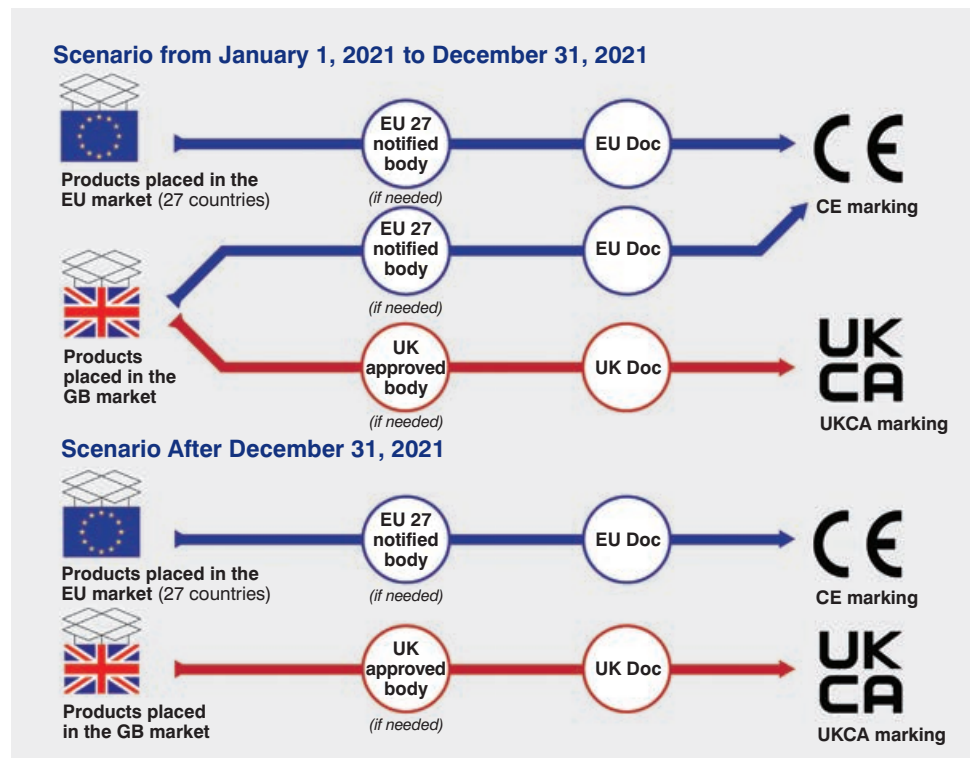 Scenario from January 1, 2021 to December 31, 2021
EU 27
notified
body
(if needed)
EU Doc
CE
CE marking
Products placed in the
EU market (27 countries)
EU 27
notified
body
(if needed)
EU Doc
Products
placed in the
GB market
UK
approved
body
(if needed)
UK Doc
UK
CA
UKCA marking
Scenario After December 31, 2021
EU 27
notified
body
(if needed)
EU Doc
CE
CE marking
Products placed in the
EU market (27 countries)
UK
approved
body
(if needed)
UK Doc
UK
CA
UKCA marking
Products placed
in the GB market